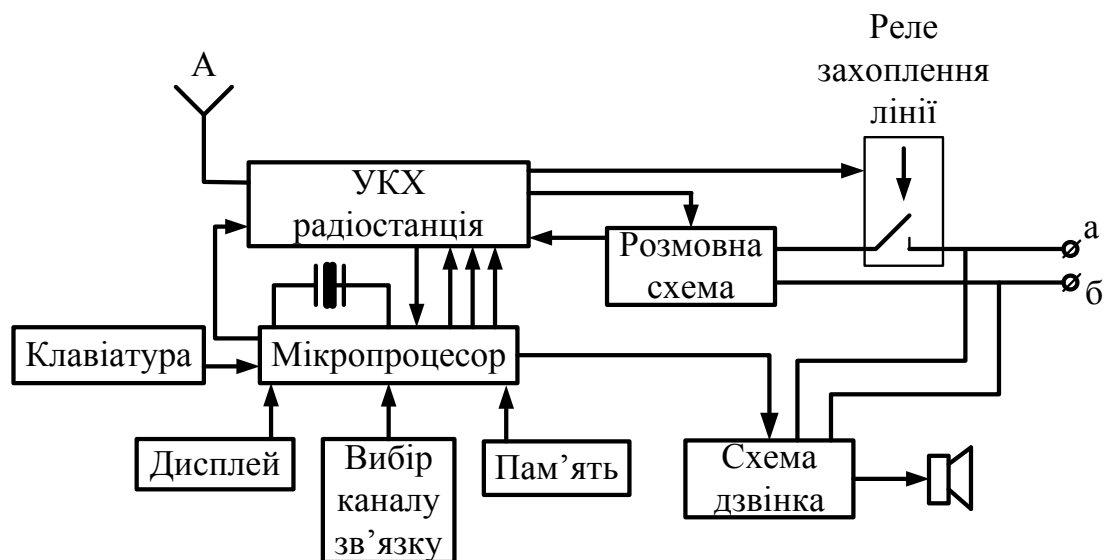 Реле
захоплення
лінії
А
УКХ
радіостанція
Розмовна
схема
а
б
Клавіатура
Мікропроцесор
Дисплей
Вибір
каналу
зв’язку
Пам’ять
Схема
дзвінка